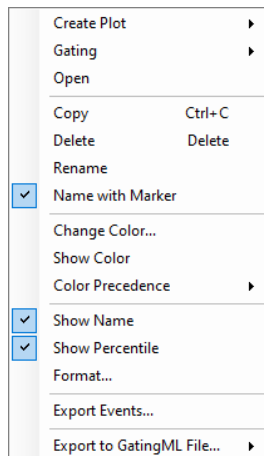 Create Plot
Gating
Open
Copy Ctrl+C
Delete Delete
Rename
Name with Marker
Change Color...
Show Color
Color Precedence
Show Name
Show Percentile
Format...
Export Events...
Export to GatingML File...